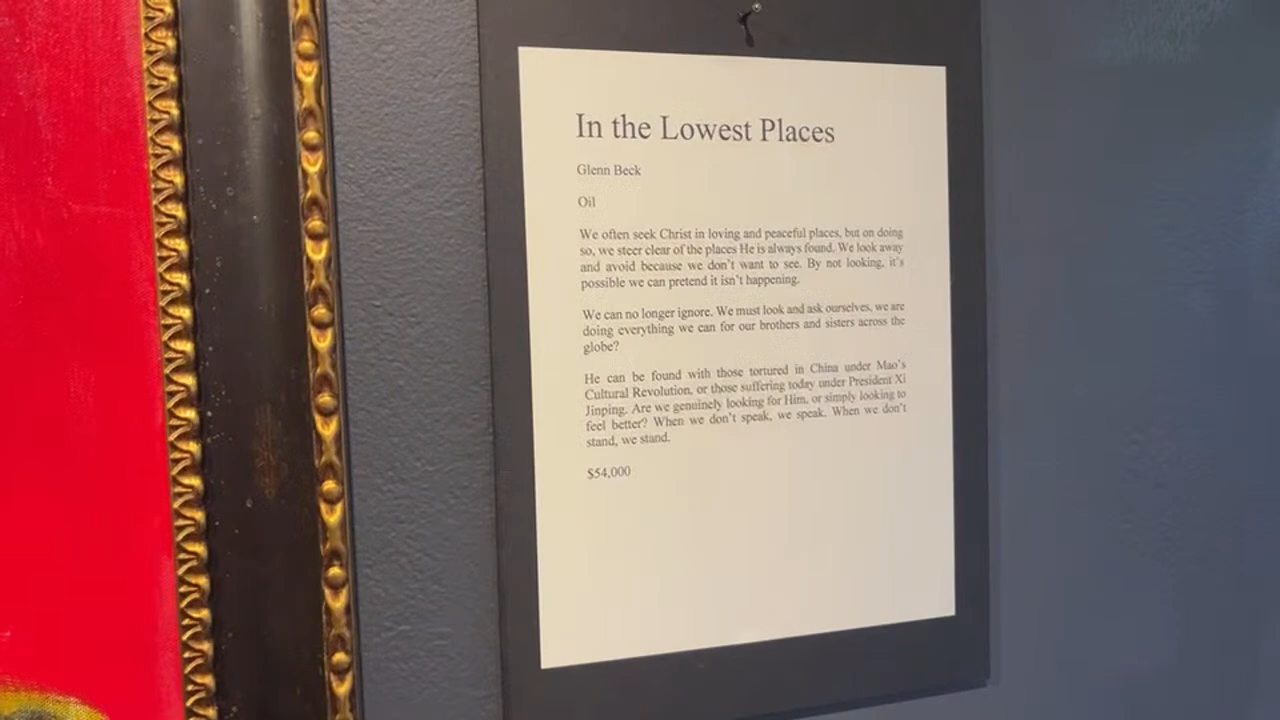 In the Lowest Places
Glenn Beck
Oil
We often seek Christ in loving and peaceful places, but on doing
so, we steer clear of the places He is always found. We look away
and avoid because we don't want to see. By not looking, it's
possible we can pretend it isn't happening.
We can no longer ignore. We must look and ask ourselves, we are
doing everything we can for our brothers and sisters across the
globe?
He can be found with those tortured in China under Mao's
Cultural Revolution, or those suffering today under President Xi
Jinping. Are we genuinely looking for Him, or simply looking to
feel better? When we don't speak, we speak. When we don't
stand, we stand.
$54,000